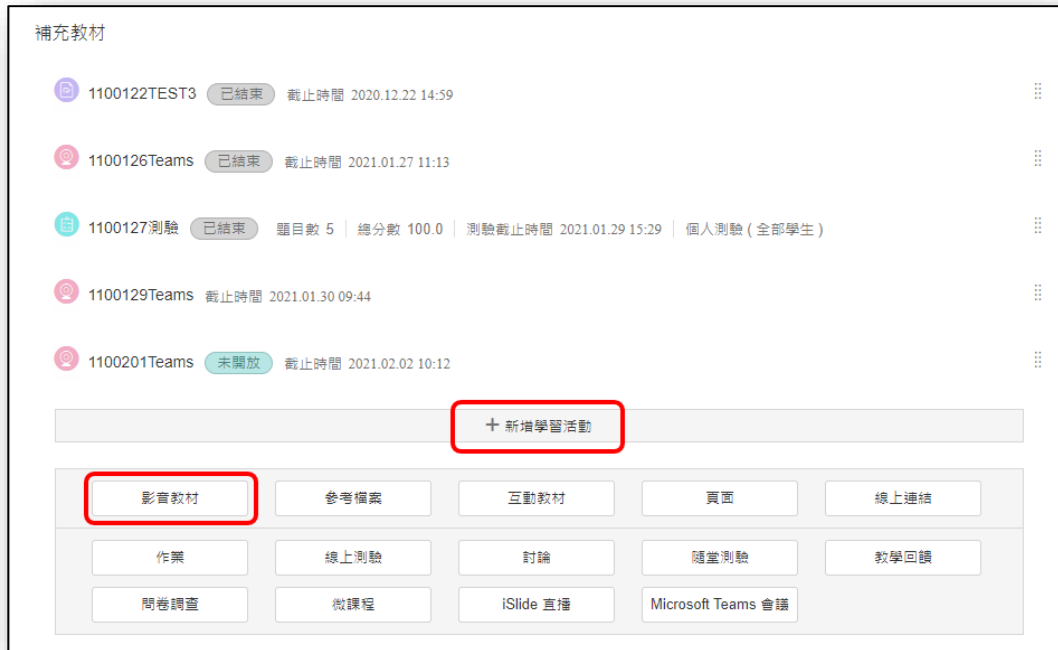 補充教材
1100122TEST3 已結束 截止時間 2020.12.22 14:59
1100126Teams 已結束 截止時間 2021.01.27 11:13
1100127測驗 已結束 題目數 5 | 總分數 100.0 | 測驗截止時間 2021.01.29 15:29 | 個人測驗 ( 全部學生 )
1100129Teams 截止時間 2021.01.30 09:44
1100201Teams 未開放 截止時間 2021.02.02 10:12
+ 新增學習活動
影音教材 參考檔案 互動教材 頁面 線上連結
作業 線上測驗 討論 隨堂測驗 教學回饋
問卷調查 微課程 iSlide 直播 Microsoft Teams 會議